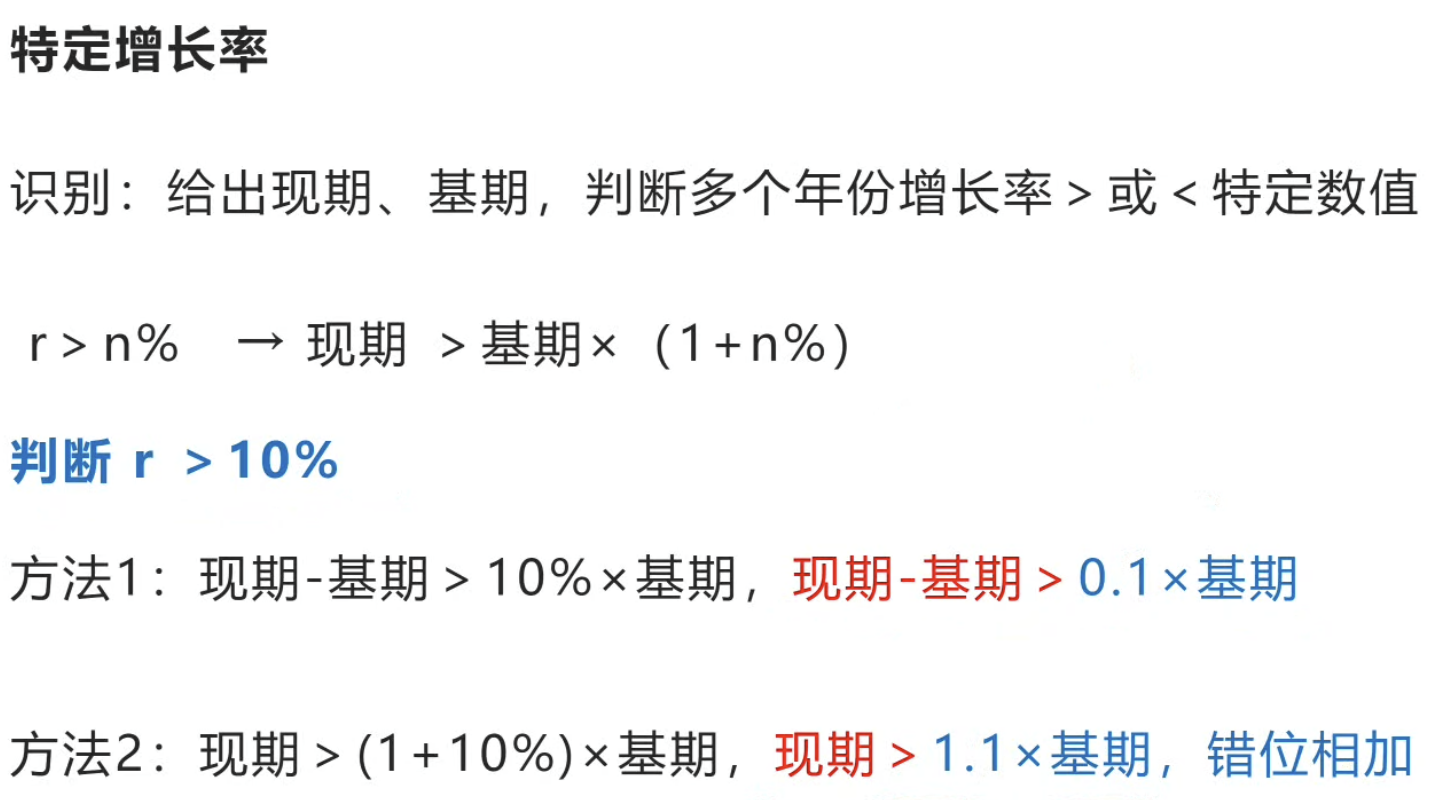 特定增长率
识别：给出现期、基期，判断多个年份增长率 > 或 < 特定数值
r > n% → 现期 > 基期×（1+n%）
判断 r > 10%
方法1：现期-基期 > 10%×基期，现期-基期 > 0.1×基期
方法2：现期 > (1+10%)×基期，现期 > 1.1×基期，错位相加